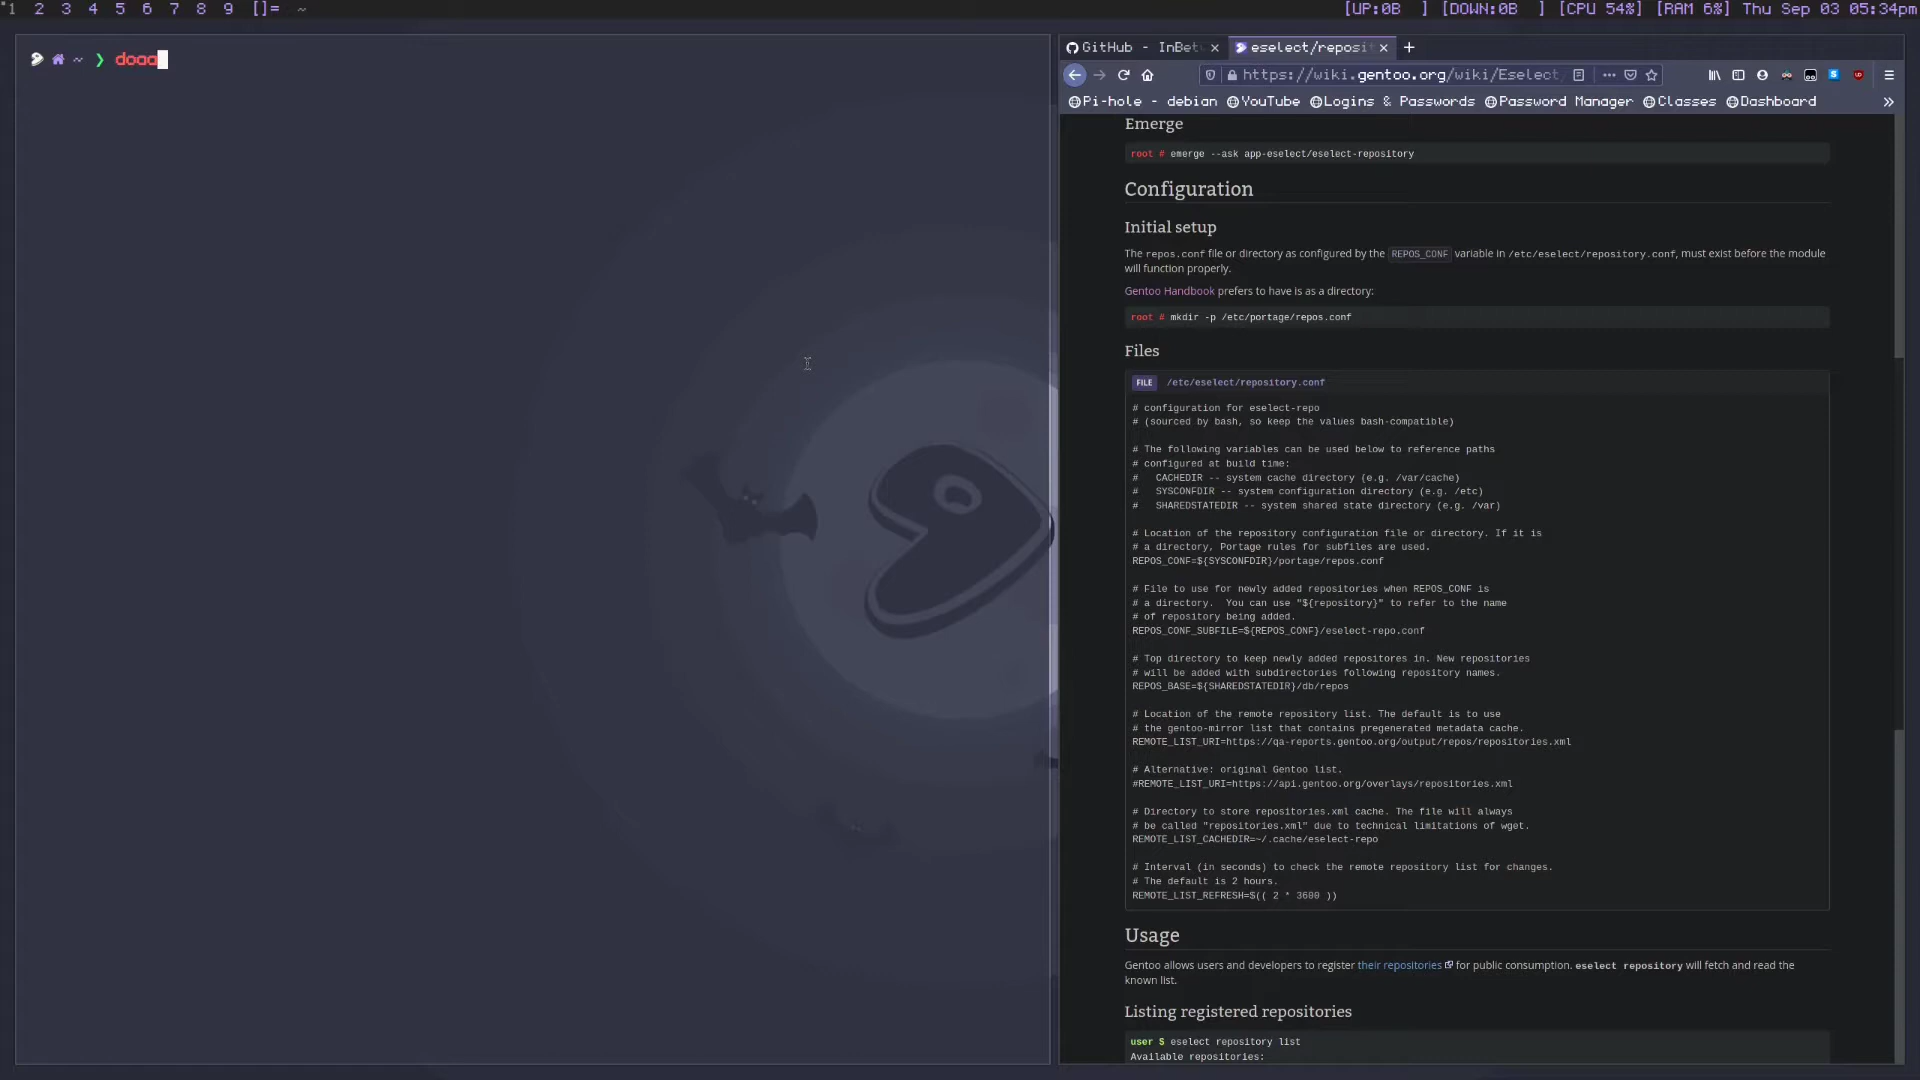 1 2 3 4 5 6 7 8 9 []= ~
[UP:0B ] [DOWN:0B ] [CPU 54%] [RAM 6%] Thu Sep 03 05:34pm
~ ❯ doaa
GitHub - InBet
eselect/reposit
https://wiki.gentoo.org/wiki/Eselect/
Pi-hole - debian YouTube Logins & Passwords Password Manager Classes Dashboard
Emerge
root # emerge --ask app-eselect/eselect-repository
Configuration
Initial setup
The repos.conf file or directory as configured by the REPOS_CONF variable in /etc/eselect/repository.conf, must exist before the module
will function properly.
Gentoo Handbook prefers to have is as a directory:
root # mkdir -p /etc/portage/repos.conf
Files
FILE /etc/eselect/repository.conf
# configuration for eselect-repo
# (sourced by bash, so keep the values bash-compatible)
# The following variables can be used below to reference paths
# configured at build time:
# CACHEDIR -- system cache directory (e.g. /var/cache)
# SYSCONFDIR -- system configuration directory (e.g. /etc)
# SHAREDSTATEDIR -- system shared state directory (e.g. /var)
# Location of the repository configuration file or directory. If it is
# a directory, Portage rules for subfiles are used.
REPOS_CONF=${SYSCONFDIR}/portage/repos.conf
# File to use for newly added repositories when REPOS_CONF is
# a directory. You can use "${repository}" to refer to the name
# of repository being added.
REPOS_CONF_SUBFILE=${REPOS_CONF}/eselect-repo.conf
# Top directory to keep newly added repositores in. New repositories
# will be added with subdirectories following repository names.
REPOS_BASE=${SHAREDSTATEDIR}/db/repos
# Location of the remote repository list. The default is to use
# the gentoo-mirror list that contains pregenerated metadata cache.
REMOTE_LIST_URI=https://qa-reports.gentoo.org/output/repos/repositories.xml
# Alternative: original Gentoo list.
#REMOTE_LIST_URI=https://api.gentoo.org/overlays/repositories.xml
# Directory to store repositories.xml cache. The file will always
# be called "repositories.xml" due to technical limitations of wget.
REMOTE_LIST_CACHEDIR=~/.cache/eselect-repo
# Interval (in seconds) to check the remote repository list for changes.
# The default is 2 hours.
REMOTE_LIST_REFRESH=$(( 2 * 3600 ))
Usage
Gentoo allows users and developers to register their repositories for public consumption. eselect repository will fetch and read the
known list.
Listing registered repositories
user $ eselect repository list
Available repositories: